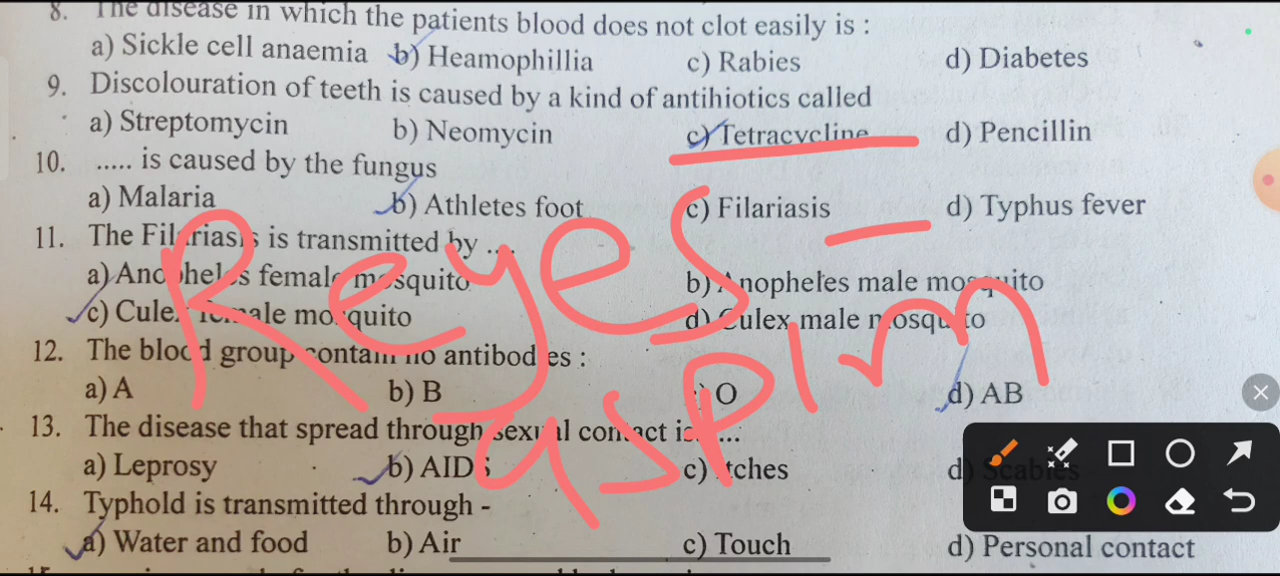 8. The disease in which the patients blood does not clot easily is :
a) Sickle cell anaemia b) Heamophillia c) Rabies d) Diabetes
9. Discolouration of teeth is caused by a kind of antihiotics called
a) Streptomycin b) Neomycin c) Tetracycline d) Pencillin
10. ..... is caused by the fungus
a) Malaria b) Athletes foot c) Filariasis d) Typhus fever
11. The Filariasis is transmitted by ....
a) Anopheles female mosquito b) Anopheles male mosquito
c) Culex female mosquito d) Culex male mosquito
12. The blood group contain no antibodies :
a) A b) B c) O d) AB
13. The disease that spread through sexual contact is ....
a) Leprosy b) AIDS c) Itches d) Scabies
14. Typhold is transmitted through -
a) Water and food b) Air c) Touch d) Personal contact
Reyes -
aspirin